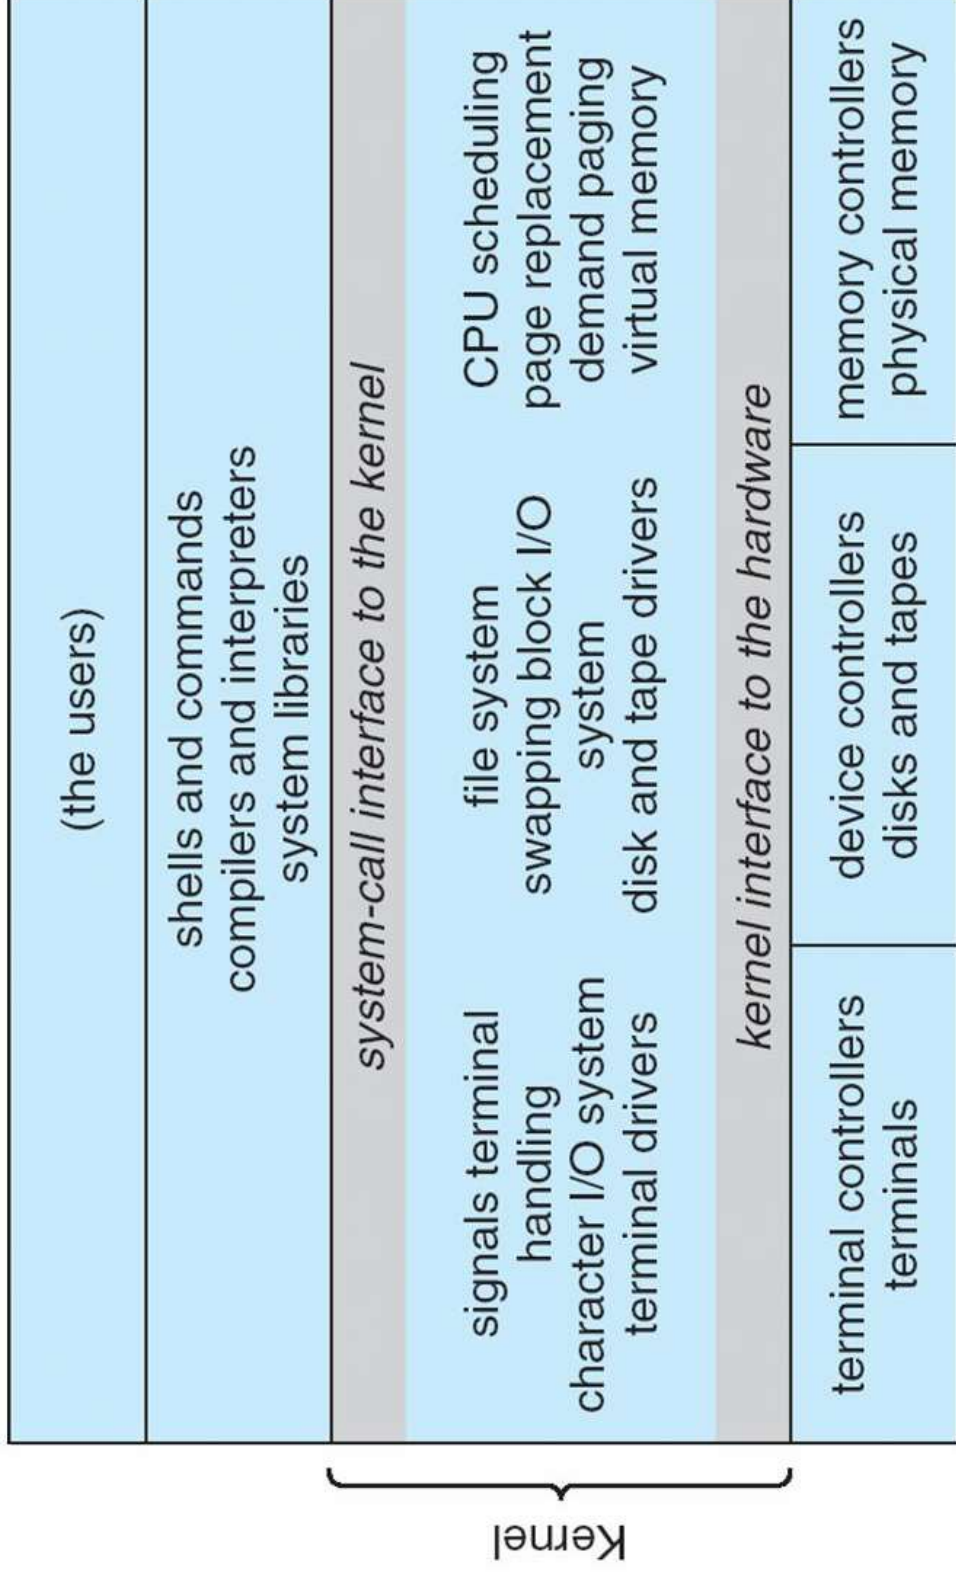 (the users)
shells and commands
compilers and interpreters
system libraries
system-call interface to the kernel
signals terminal
handling
character I/O system
terminal drivers
file system
swapping block I/O
system
disk and tape drivers
CPU scheduling
page replacement
demand paging
virtual memory
kernel interface to the hardware
terminal controllers
terminals
device controllers
disks and tapes
memory controllers
physical memory
Kernel